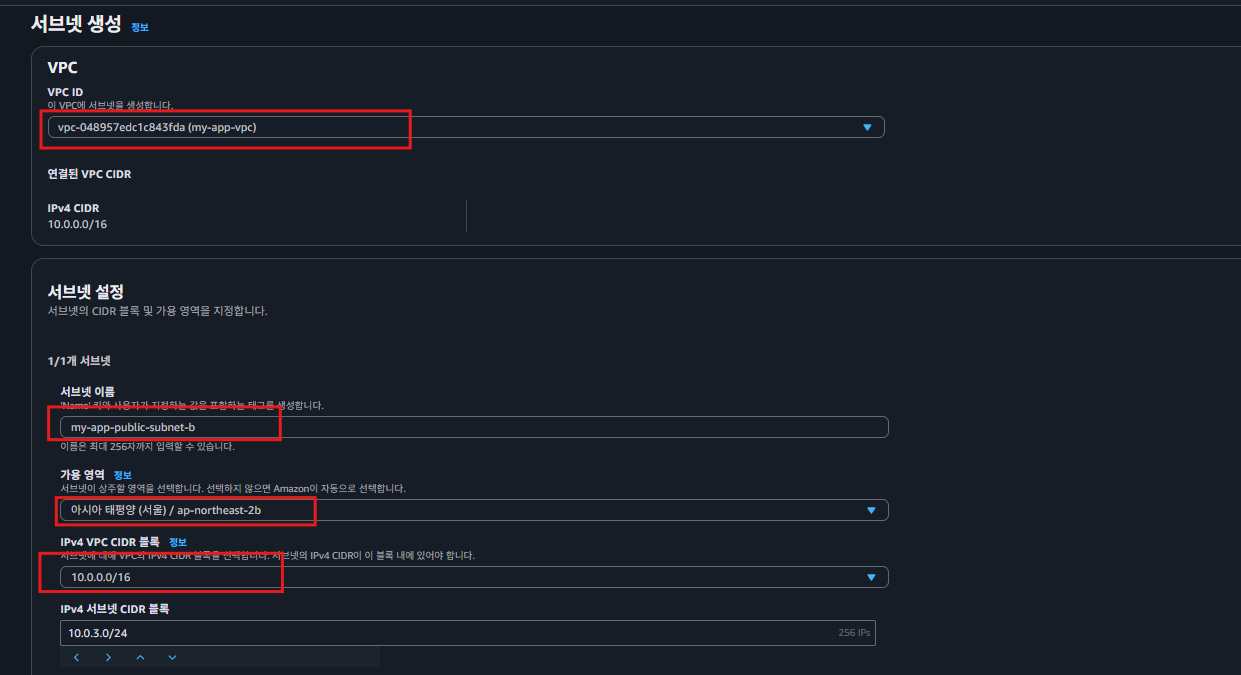 서브넷 생성 정보
VPC
VPC ID
이 VPC에 서브넷을 생성합니다.
vpc-048957edc1c843fda (my-app-vpc)
연결된 VPC CIDR
IPv4 CIDR
10.0.0.0/16
서브넷 설정
서브넷의 CIDR 블록 및 가용 영역을 지정합니다.
1/1개 서브넷
서브넷 이름
'Name' 키와 사용자가 지정하는 값을 포함하는 태그를 생성합니다.
my-app-public-subnet-b
이름은 최대 256자까지 입력할 수 있습니다.
가용 영역 정보
서브넷이 상주할 영역을 선택합니다. 선택하지 않으면 Amazon이 자동으로 선택합니다.
아시아 태평양 (서울) / ap-northeast-2b
IPv4 VPC CIDR 블록 정보
서브넷에 대해 VPC의 IPv4 CIDR 블록을 선택합니다. 서브넷의 IPv4 CIDR이 이 블록 내에 있어야 합니다.
10.0.0.0/16
IPv4 서브넷 CIDR 블록
10.0.3.0/24 256 IPs